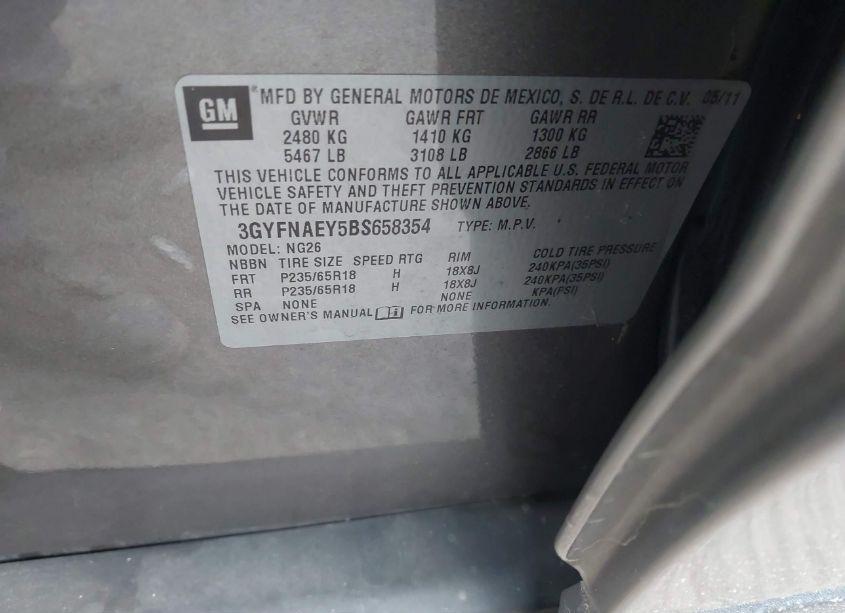 GM *MFD BY GENERAL MOTORS DE MEXICO, S. DE R.L. DE C.V. 05/11
GVWR GAWR FRT GAWR RR
2480 KG 1410 KG 1300 KG
5467 LB 3108 LB 2866 LB
THIS VEHICLE CONFORMS TO ALL APPLICABLE U.S. FEDERAL MOTOR
VEHICLE SAFETY AND THEFT PREVENTION STANDARDS IN EFFECT ON
THE DATE OF MANUFACTURE SHOWN ABOVE.
3GYFNAEY5BS658354 TYPE: M.P.V.
MODEL: NG26
NBBN TIRE SIZE SPEED RTG RIM COLD TIRE PRESSURE
FRT P235/65R18 H 18X8J 240KPA(35PSI)
RR P235/65R18 H 18X8J 240KPA(35PSI)
SPA NONE NONE KPA(PSI)
SEE OWNER'S MANUAL FOR MORE INFORMATION.